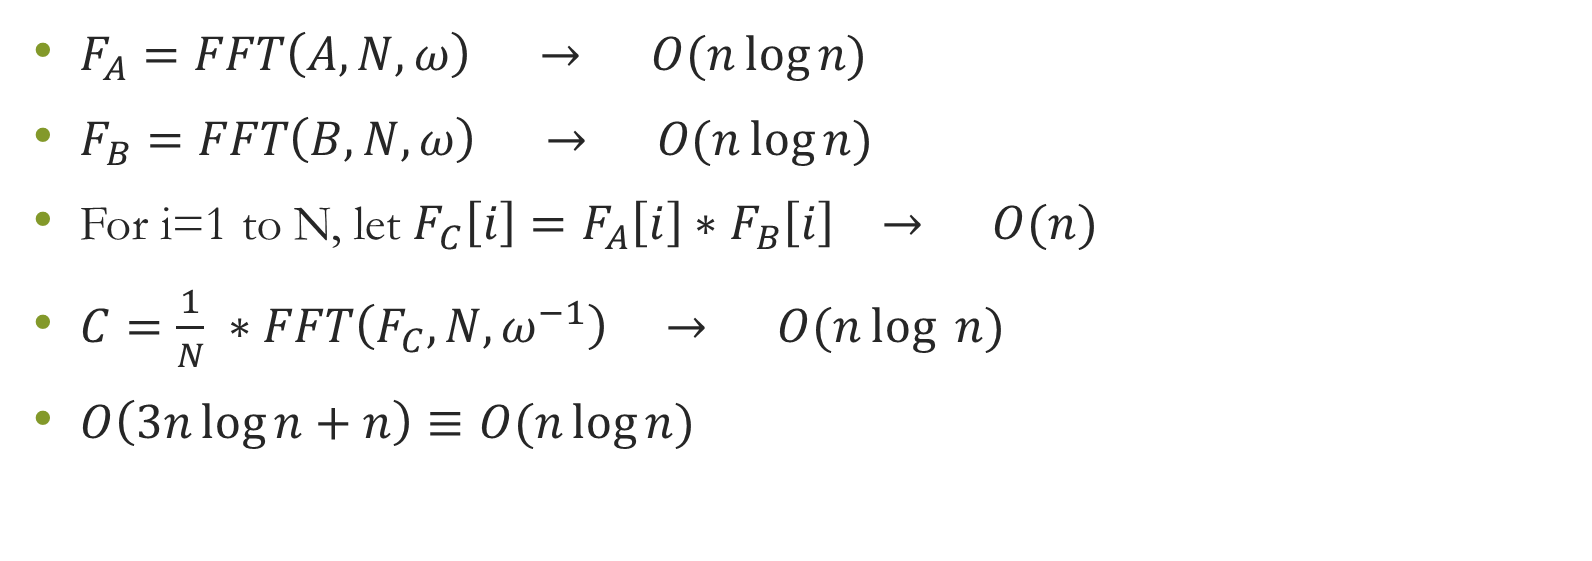 • F_A = FFT(A, N, ω) → O(n log n)
• F_B = FFT(B, N, ω) → O(n log n)
• For i=1 to N, let F_C[i] = F_A[i] * F_B[i] → O(n)
• C = 1/N * FFT(F_C, N, ω⁻¹) → O(n log n)
• O(3n log n + n) ≡ O(n log n)